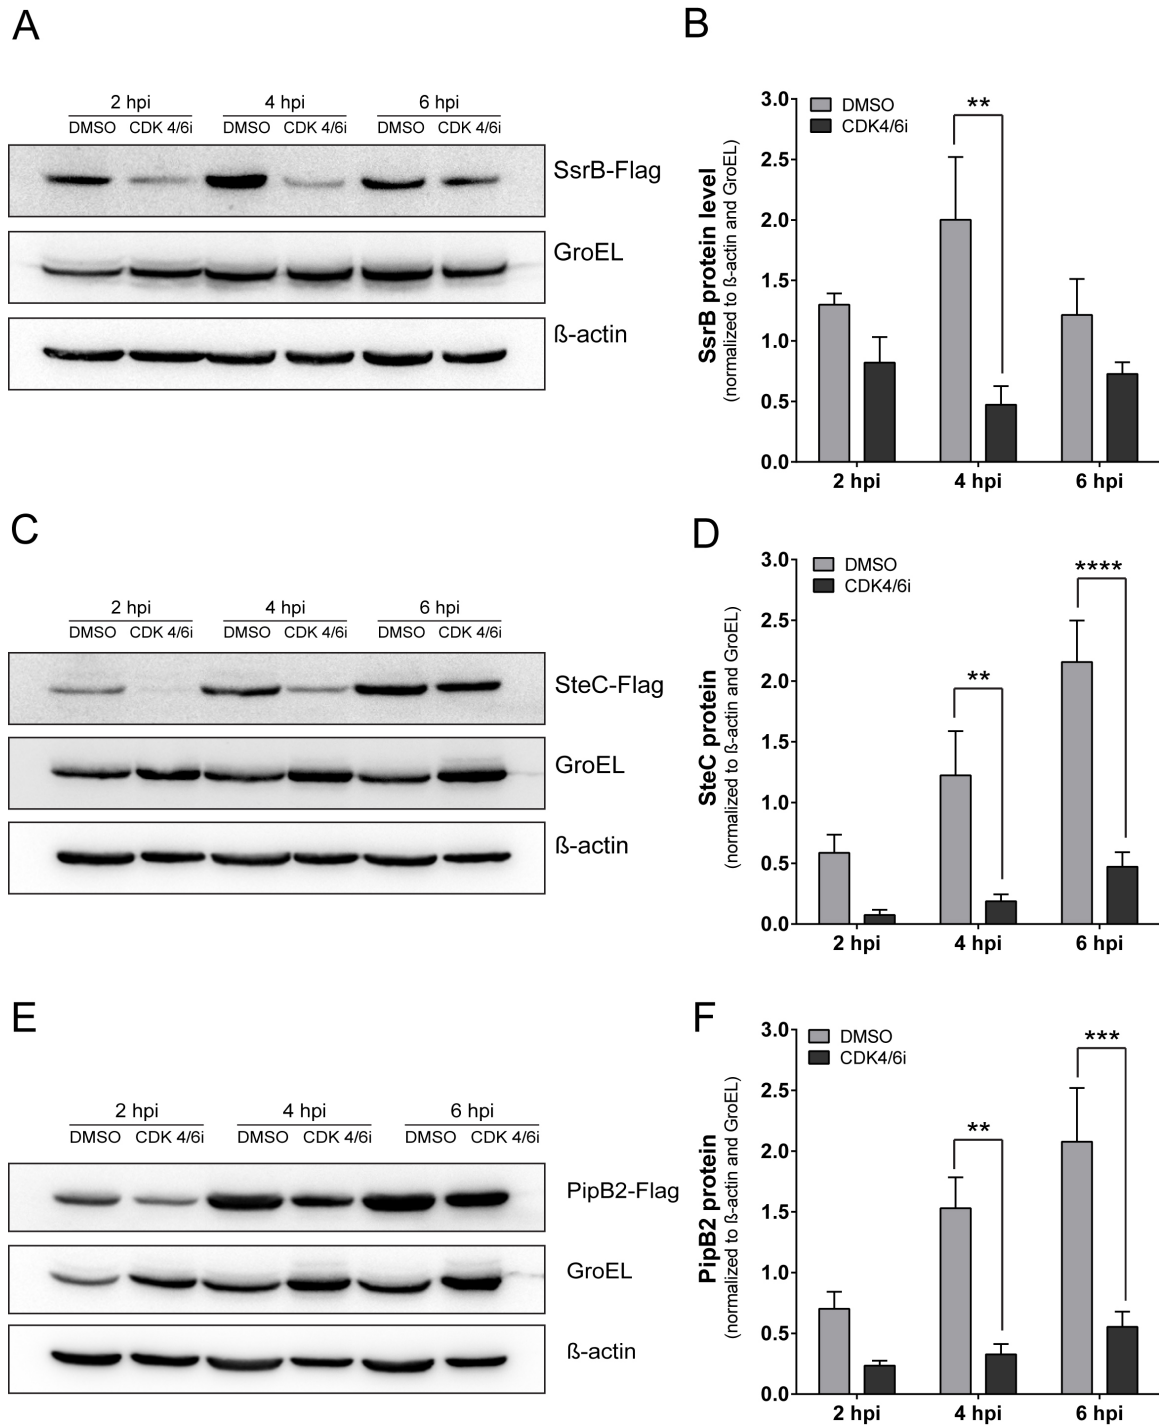 A
2 hpi 4 hpi 6 hpi
DMSO CDK 4/6i DMSO CDK 4/6i DMSO CDK 4/6i
SsrB-Flag
GroEL
ß-actin
B
DMSO
CDK4/6i
**
SsrB protein level
(normalized to ß-actin and GroEL)
3.0
2.5
2.0
1.5
1.0
0.5
0.0
2 hpi 4 hpi 6 hpi
C
2 hpi 4 hpi 6 hpi
DMSO CDK 4/6i DMSO CDK 4/6i DMSO CDK 4/6i
SteC-Flag
GroEL
ß-actin
D
DMSO
CDK4/6i
****
**
SteC protein
(normalized to ß-actin and GroEL)
3.0
2.5
2.0
1.5
1.0
0.5
0.0
2 hpi 4 hpi 6 hpi
E
2 hpi 4 hpi 6 hpi
DMSO CDK 4/6i DMSO CDK 4/6i DMSO CDK 4/6i
PipB2-Flag
GroEL
ß-actin
F
DMSO
CDK4/6i
***
**
PipB2 protein
(normalized to ß-actin and GroEL)
3.0
2.5
2.0
1.5
1.0
0.5
0.0
2 hpi 4 hpi 6 hpi